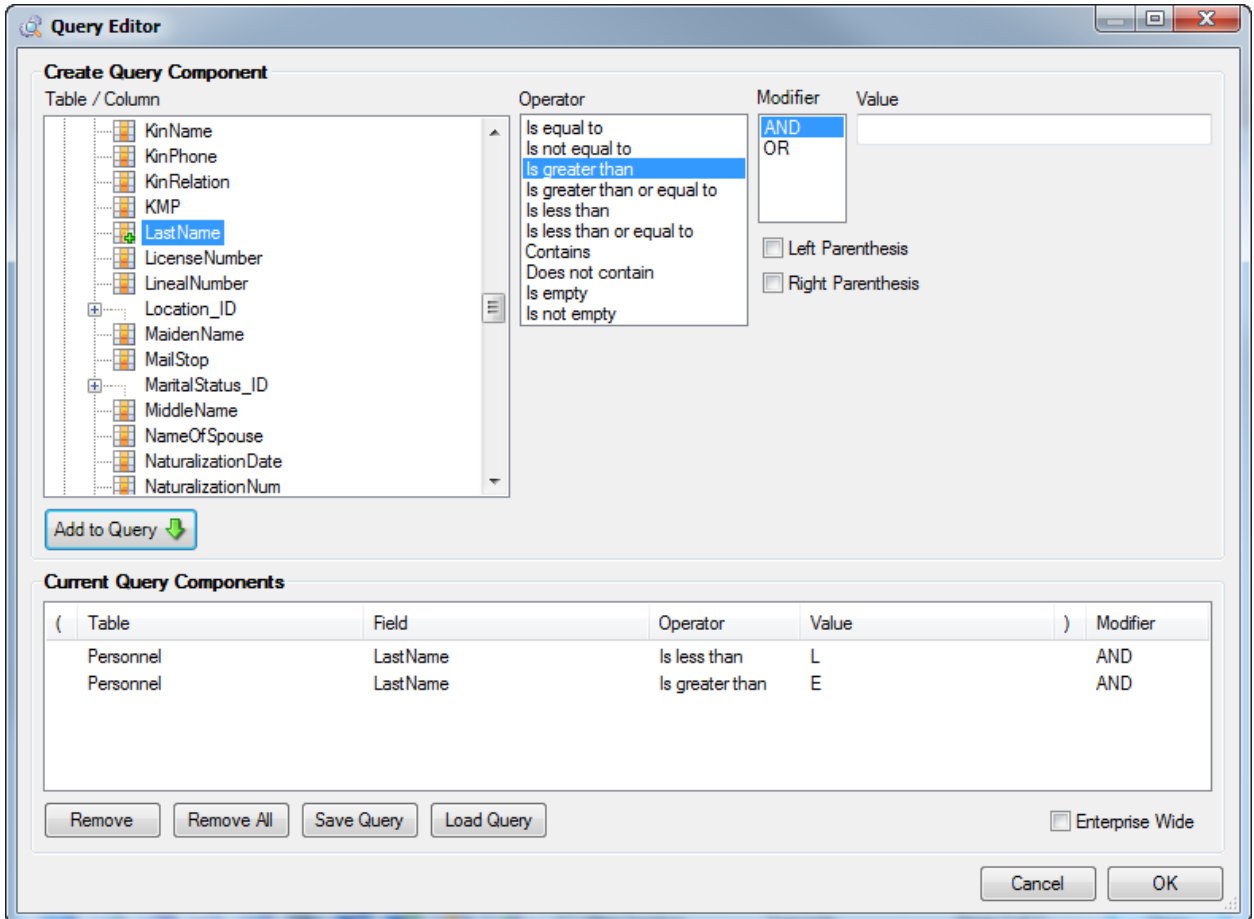 Query Editor
Create Query Component
Table / Column
Operator
Modifier
Value
KinName
KinPhone
KinRelation
KMP
LastName
LicenseNumber
LinealNumber
Location_ID
MaidenName
MailStop
MaritalStatus_ID
MiddleName
NameOfSpouse
NaturalizationDate
NaturalizationNum
Is equal to
Is not equal to
Is greater than
Is greater than or equal to
Is less than
Is less than or equal to
Contains
Does not contain
Is empty
Is not empty
AND
OR
Left Parenthesis
Right Parenthesis
Add to Query
Current Query Components
( Table Field Operator Value ) Modifier
Personnel LastName Is less than L AND
Personnel LastName Is greater than E AND
Remove Remove All Save Query Load Query Enterprise Wide
Cancel OK